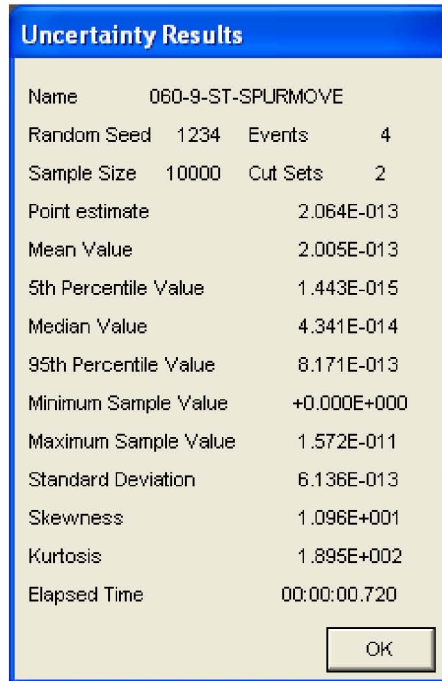 Uncertainty Results
Name 060-9-ST-SPURMOVE
Random Seed 1234 Events 4
Sample Size 10000 Cut Sets 2
Point estimate 2.064E-013
Mean Value 2.005E-013
5th Percentile Value 1.443E-015
Median Value 4.341E-014
95th Percentile Value 8.171E-013
Minimum Sample Value +0.000E+000
Maximum Sample Value 1.572E-011
Standard Deviation 6.136E-013
Skewness 1.096E+001
Kurtosis 1.895E+002
Elapsed Time 00:00:00.720
OK